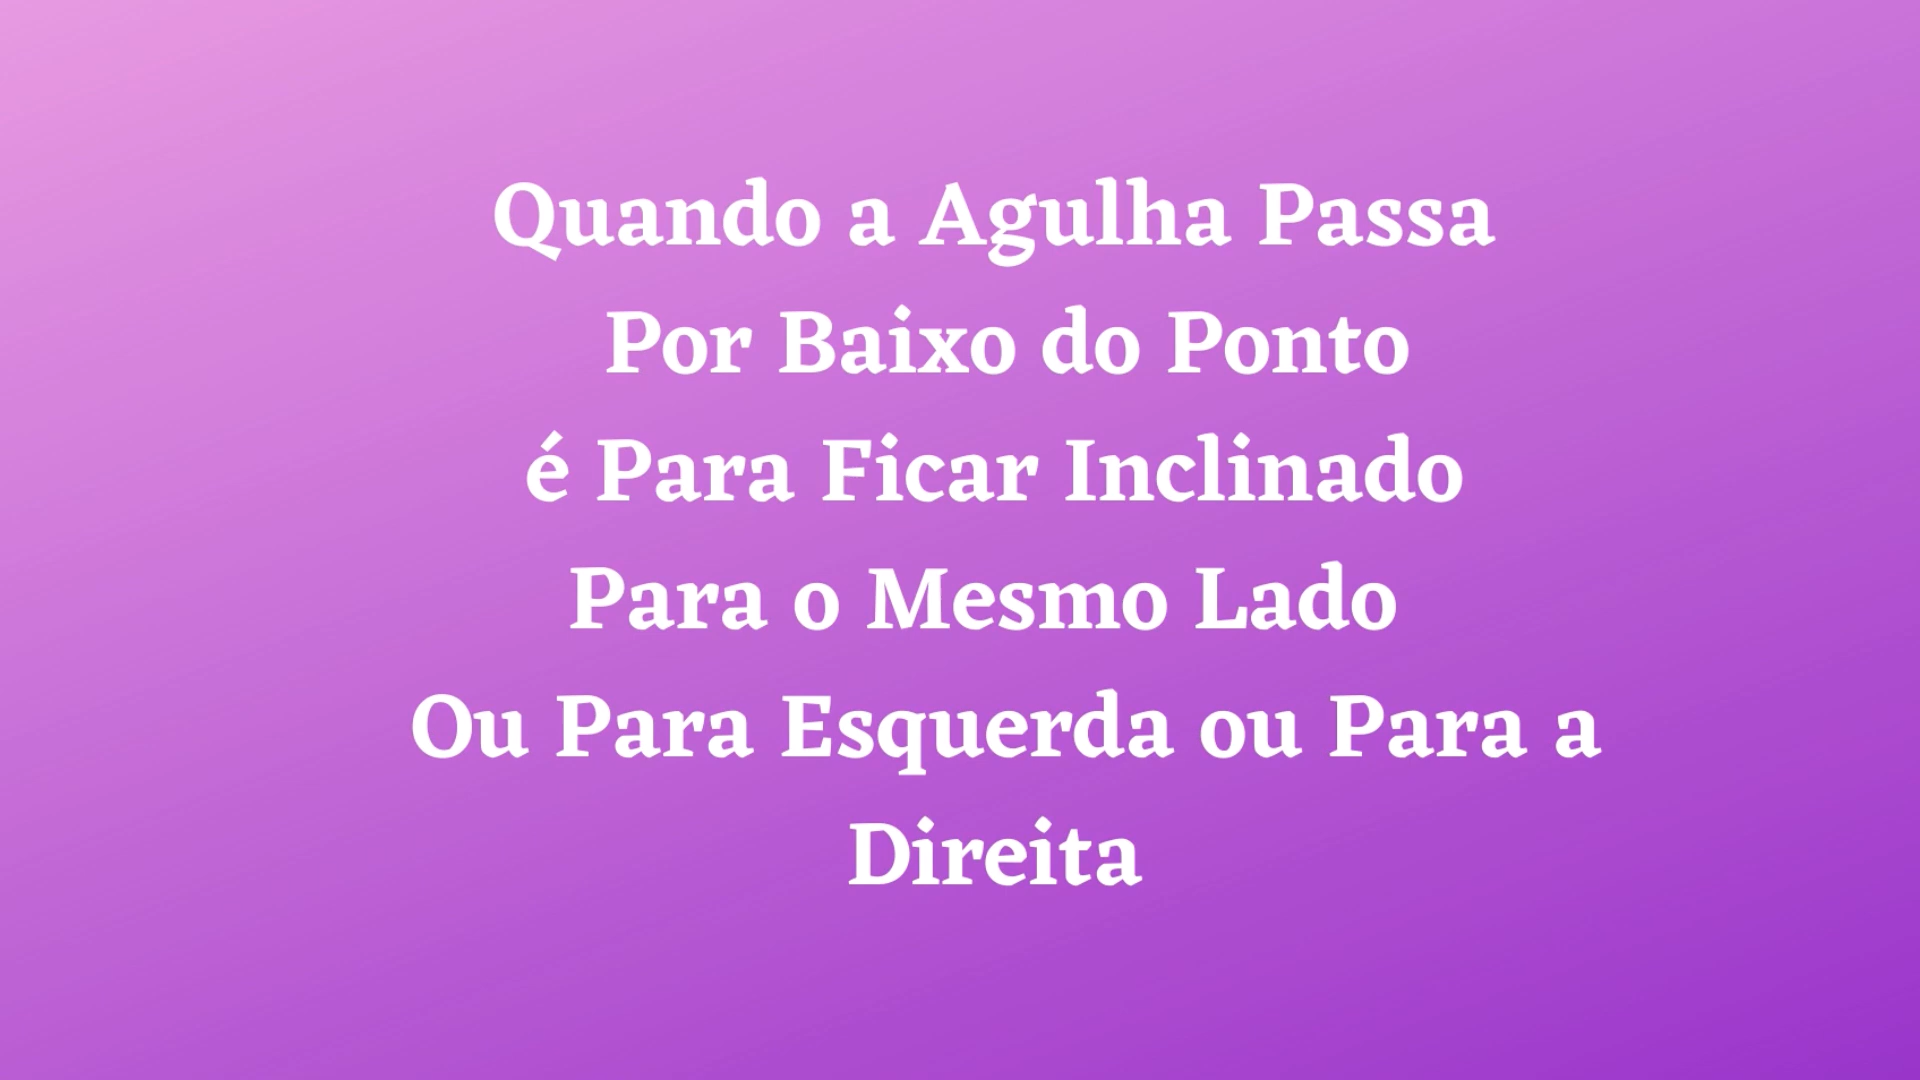 Quando a Agulha Passa
Por Baixo do Ponto
é Para Ficar Inclinado
Para o Mesmo Lado
Ou Para Esquerda ou Para a
Direita